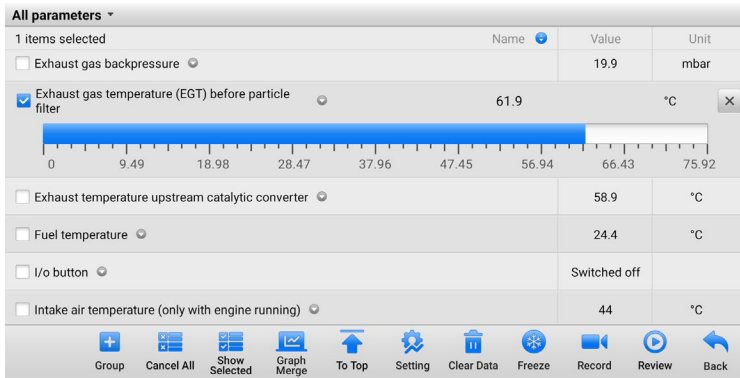 All parameters
1 items selected Name Value Unit
Exhaust gas backpressure 19.9 mbar
Exhaust gas temperature (EGT) before particle
filter 61.9 °C
0 9.49 18.98 28.47 37.96 47.45 56.94 66.43 75.92
Exhaust temperature upstream catalytic converter 58.9 °C
Fuel temperature 24.4 °C
I/o button Switched off
Intake air temperature (only with engine running) 44 °C
Group Cancel All Show Selected Graph Merge To Top Setting Clear Data Freeze Record Review Back